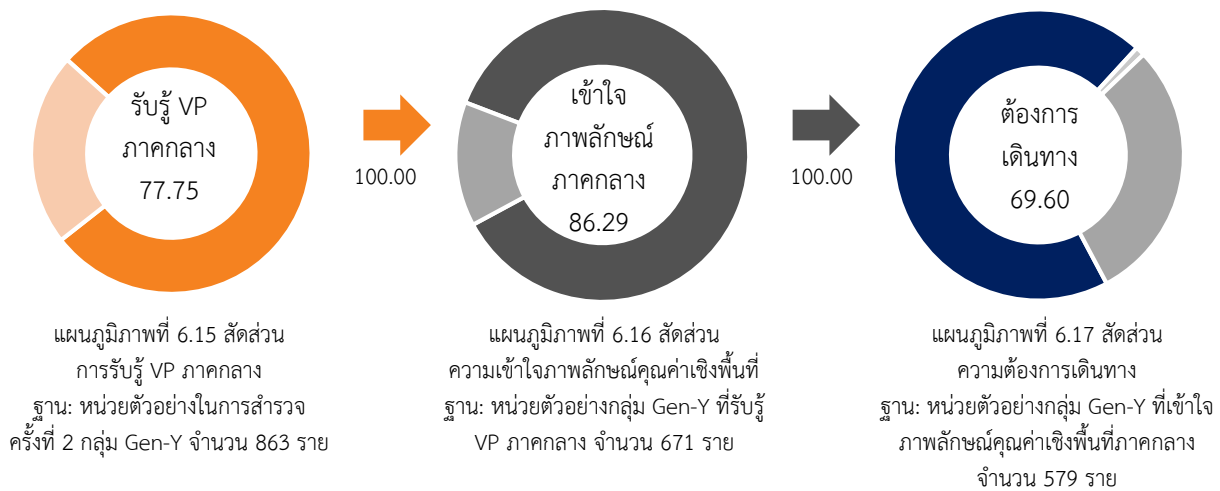 รับรู้ VP
ภาคกลาง
77.75
100.00
เข้าใจ
ภาพลักษณ์
ภาคกลาง
86.29
100.00
ต้องการ
เดินทาง
69.60
แผนภูมิภาพที่ 6.15 สัดส่วน
การรับรู้ VP ภาคกลาง
ฐาน: หน่วยตัวอย่างในการสำรวจ
ครั้งที่ 2 กลุ่ม Gen-Y จำนวน 863 ราย
แผนภูมิภาพที่ 6.16 สัดส่วน
ความเข้าใจภาพลักษณ์คุณค่าเชิงพื้นที่
ฐาน: หน่วยตัวอย่างกลุ่ม Gen-Y ที่รับรู้
VP ภาคกลาง จำนวน 671 ราย
แผนภูมิภาพที่ 6.17 สัดส่วน
ความต้องการเดินทาง
ฐาน: หน่วยตัวอย่างกลุ่ม Gen-Y ที่เข้าใจ
ภาพลักษณ์คุณค่าเชิงพื้นที่ภาคกลาง
จำนวน 579 ราย